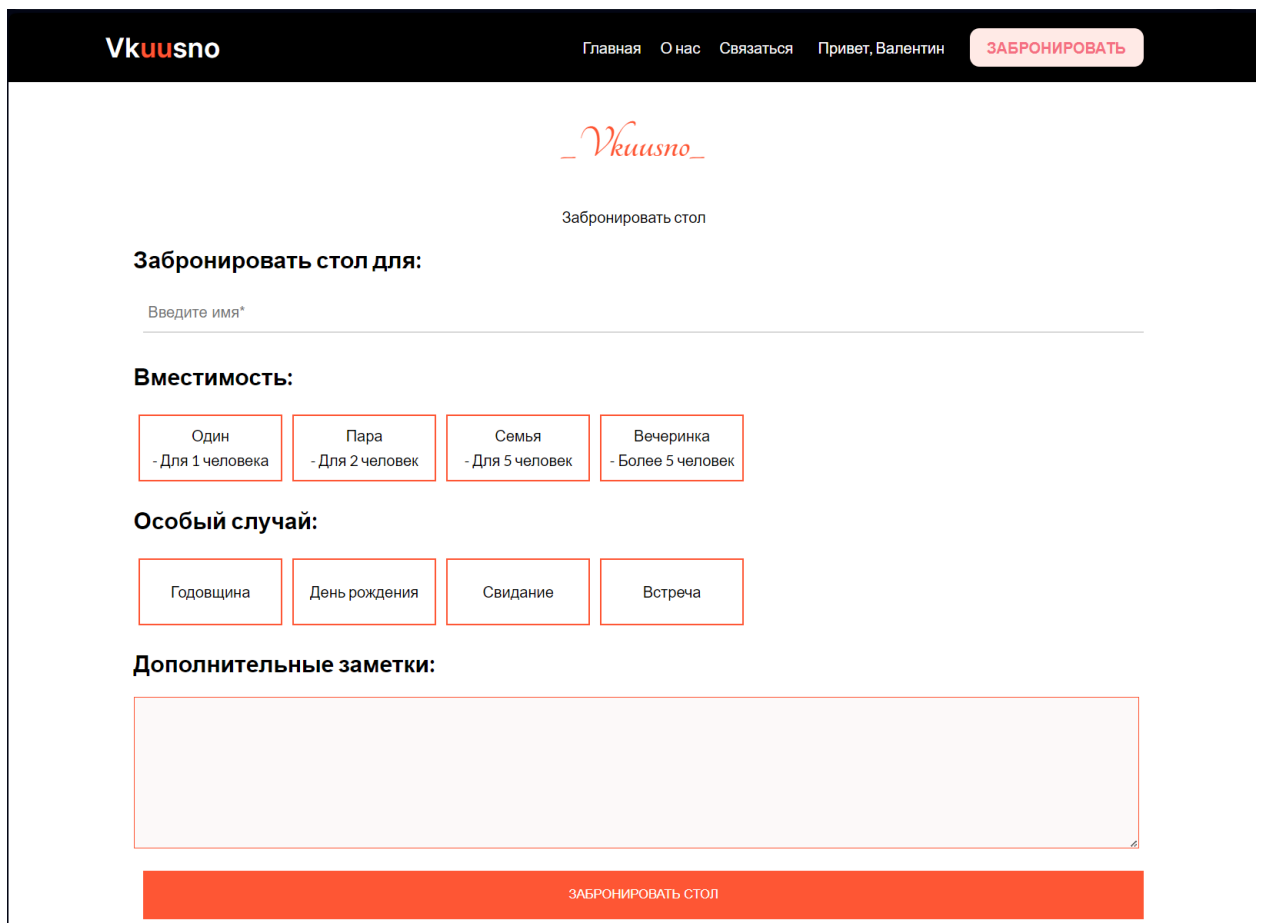 Vkuusno
Главная О нас Связаться Привет, Валентин ЗАБРОНИРОВАТЬ
_Vkuusno_
Забронировать стол
Забронировать стол для:
Введите имя*
Вместимость:
Один
- Для 1 человека
Пара
- Для 2 человек
Семья
- Для 5 человек
Вечеринка
- Более 5 человек
Особый случай:
Годовщина
День рождения
Свидание
Встреча
Дополнительные заметки:
ЗАБРОНИРОВАТЬ СТОЛ